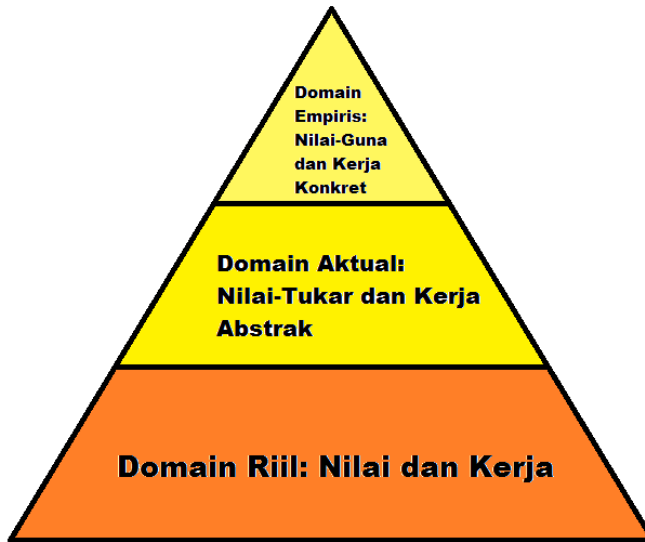 Domain
Empiris:
Nilai-Guna
dan Kerja
Konkret
Domain Aktual:
Nilai-Tukar dan Kerja
Abstrak
Domain Riil: Nilai dan Kerja